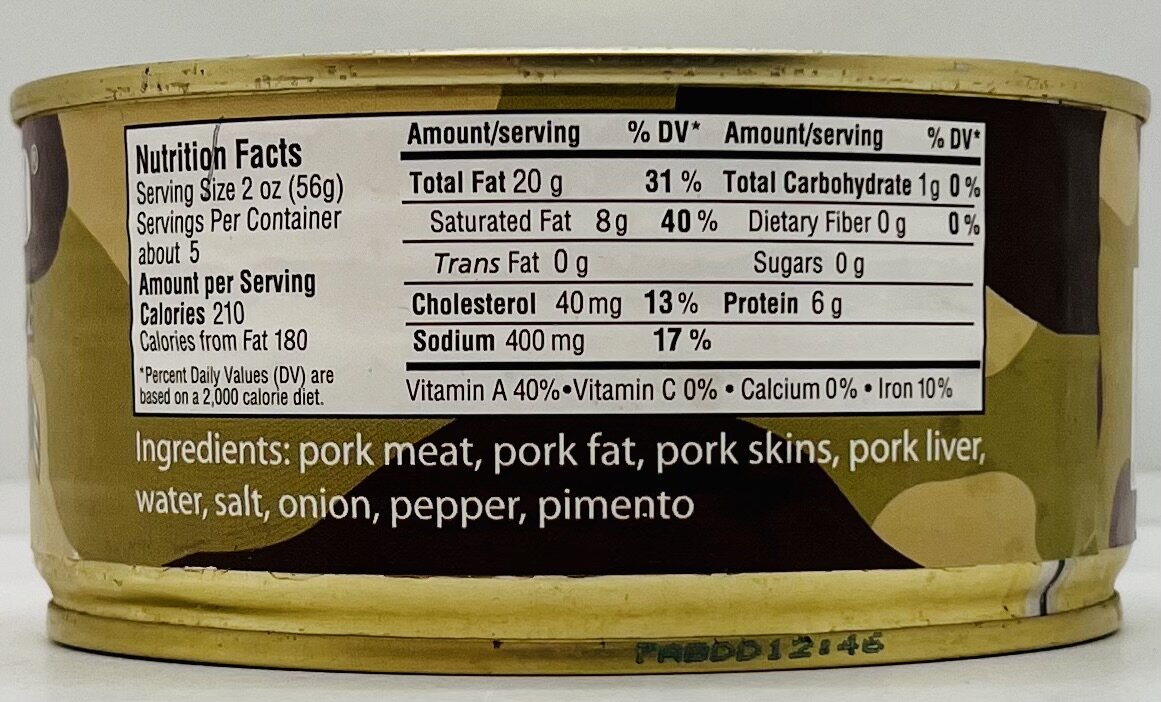 Nutrition Facts
Serving Size 2 oz (56g)
Servings Per Container
about 5
Amount per Serving
Calories 210
Calories from Fat 180
*Percent Daily Values (DV) are
based on a 2,000 calorie diet.
Amount/serving % DV* Amount/serving % DV*
Total Fat 20 g 31 % Total Carbohydrate 1g 0%
Saturated Fat 8g 40 % Dietary Fiber 0 g 0%
Trans Fat 0 g Sugars 0 g
Cholesterol 40 mg 13 % Protein 6 g
Sodium 400 mg 17 %
Vitamin A 40%•Vitamin C 0% • Calcium 0% • Iron 10%
Ingredients: pork meat, pork fat, pork skins, pork liver,
water, salt, onion, pepper, pimento